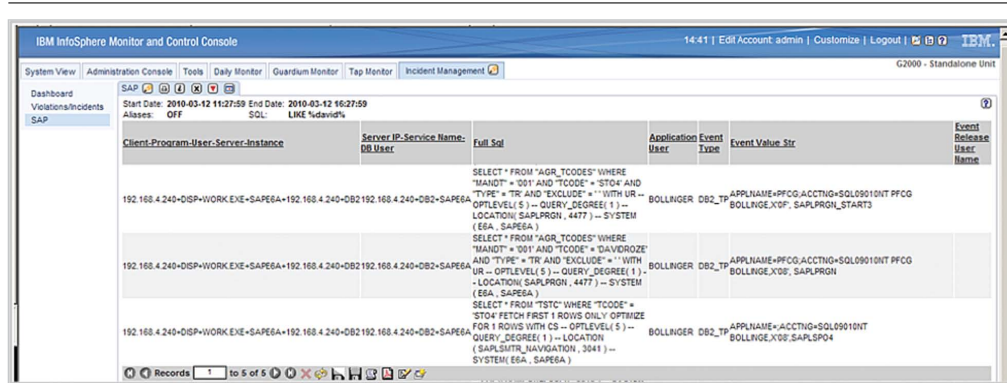 IBM InfoSphere Monitor and Control Console
14:41 | Edit Account: admin | Customize | Logout |
IBM.
System View Administration Console Tools Daily Monitor Guardium Monitor Tap Monitor Incident Management
G2000 - Standalone Unit
Dashboard
Violations/Incidents
SAP
SAP
Start Date: 2010-03-12 11:27:59 End Date: 2010-03-12 16:27:59
Aliases: OFF SQL: LIKE %david%
Client-Program-User-Server-Instance
Server IP-Service Name-
DB User
Full Sql
Application
User
Event
Type
Event Value Str
Event
Release
User
Name
192.168.4.240+DISP+WORK.EXE+SAPE6A+192.168.4.240+DB2
192.168.4.240+DB2+SAPE6A
SELECT * FROM "AGR_TCODES" WHERE
"MANDT" = '001' AND "TCODE" = 'STO4' AND
"TYPE" = 'TR' AND "EXCLUDE" = ' ' WITH UR --
OPTLEVEL( 5 ) -- QUERY_DEGREE( 1 ) --
LOCATION( SAPLPRGN , 4477 ) -- SYSTEM
( E6A , SAPE6A )
BOLLINGER
DB2_TP
APPLNAME=PFCG;ACCTNG=SQL09010NT PFCG
BOLLINGE,X'0F', SAPLPRGN_START3
192.168.4.240+DISP+WORK.EXE+SAPE6A+192.168.4.240+DB2
192.168.4.240+DB2+SAPE6A
SELECT * FROM "AGR_TCODES" WHERE
"MANDT" = '001' AND "TCODE" = 'DAVIDROZE'
AND "TYPE" = 'TR' AND "EXCLUDE" = ' ' WITH
UR -- OPTLEVEL( 5 ) -- QUERY_DEGREE( 1 ) -
- LOCATION( SAPLPRGN , 4477 ) -- SYSTEM
( E6A , SAPE6A )
BOLLINGER
DB2_TP
APPLNAME=PFCG;ACCTNG=SQL09010NT PFCG
BOLLINGE,X'08', SAPLPRGN
192.168.4.240+DISP+WORK.EXE+SAPE6A+192.168.4.240+DB2
192.168.4.240+DB2+SAPE6A
SELECT * FROM "TSTC" WHERE "TCODE" =
'STO4' FETCH FIRST 1 ROWS ONLY OPTIMIZE
FOR 1 ROWS WITH CS -- OPTLEVEL( 5 ) --
QUERY_DEGREE( 1 ) -- LOCATION
( SAPLSMTR_NAVIGATION , 3041 ) --
SYSTEM( E6A , SAPE6A )
BOLLINGER
DB2_TP
APPLNAME=;ACCTNG=SQL09010NT
BOLLINGE,X'08',SAPLSPO4
Records 1 to 5 of 5